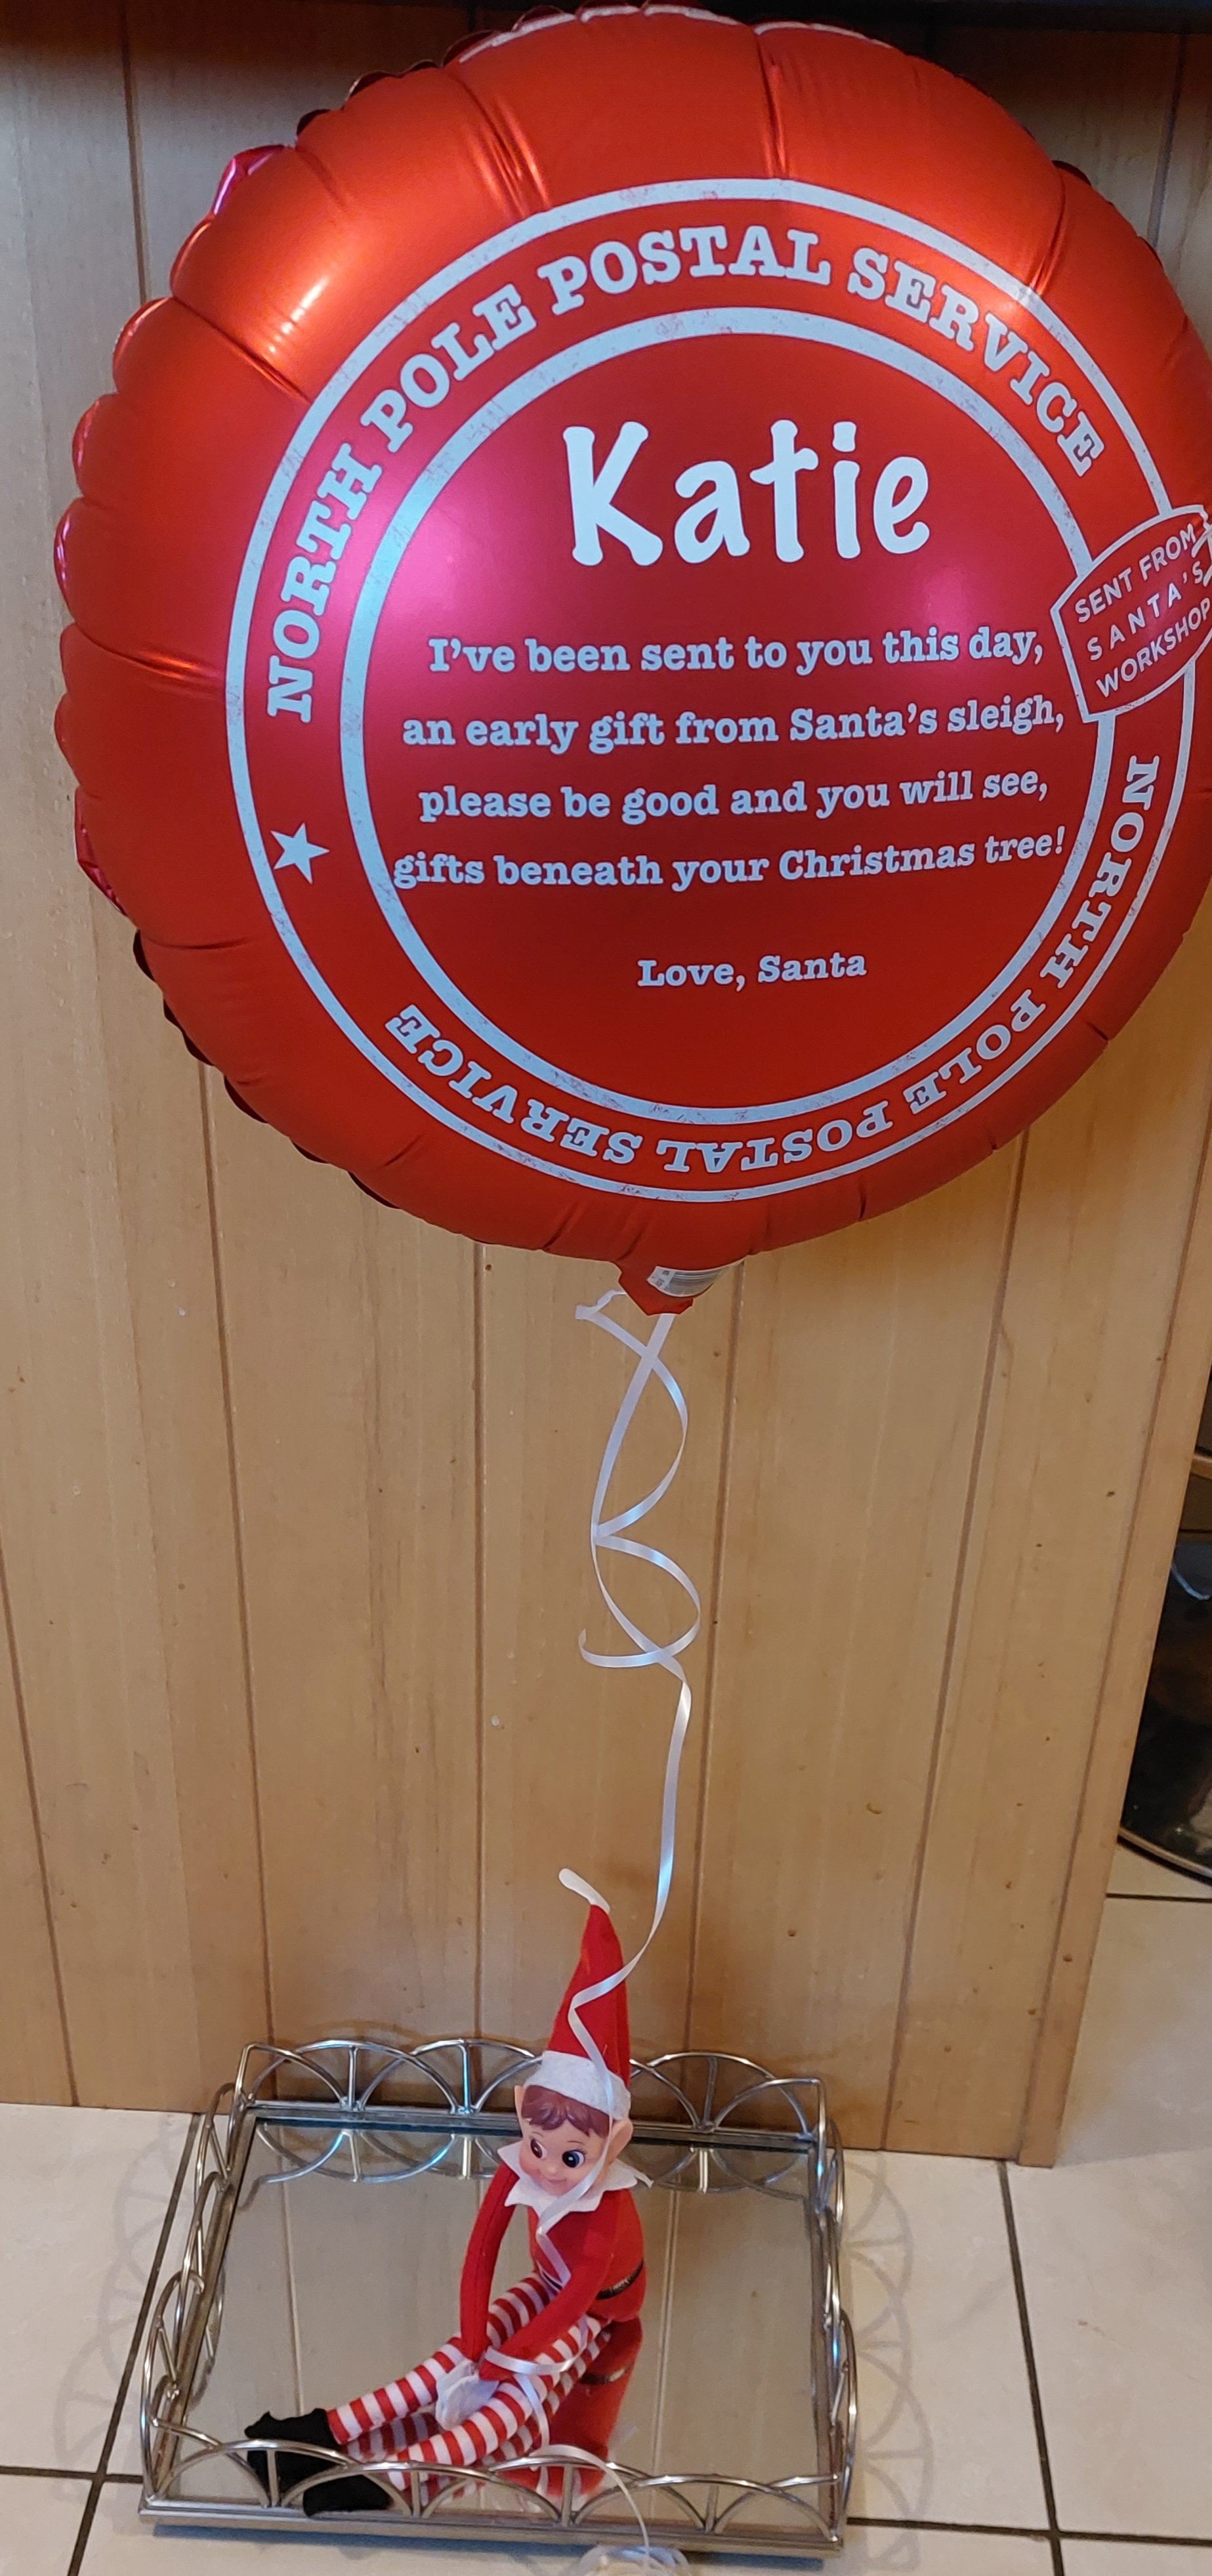 NORTH POLE POSTAL SERVICE
Katie
I've been sent to you this day,
an early gift from Santa's sleigh,
please be good and you will see,
gifts beneath your Christmas tree!
Love, Santa
SENT FROM
SANTA'S
WORKSHOP
NORTH POLE POSTAL SERVICE